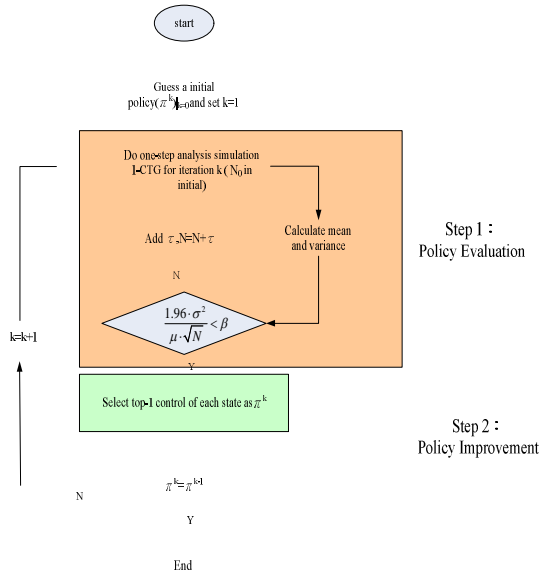 start
Guess a initial
policy(π^k)|k=0 and set k=1
Do one-step analysis simulation
1-CTG for iteration k ( N₀ in
initial)
Calculate mean
and variance
Add τ ,N=N+τ
N
1.96·σ²
μ·√N < β
Y
Step 1：
Policy Evaluation
k=k+1
Select top-1 control of each state as π^k
Step 2：
Policy Improvement
π^k=π^k-1
N
Y
End